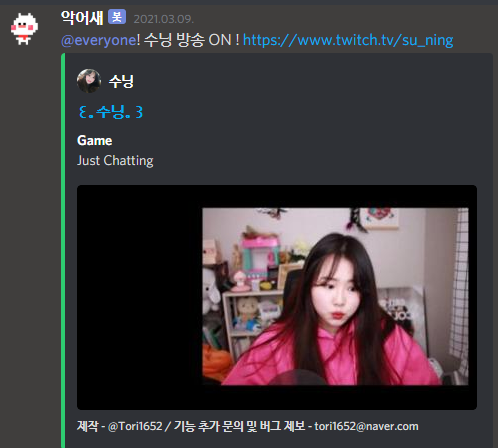 악어새 봇 2021.03.09.
@everyone! 수닝 방송 ON ! https://www.twitch.tv/su_ning
수닝
꒰｡수닝｡꒱
Game
Just Chatting
제작 - @Tori1652 / 기능 추가 문의 및 버그 제보 - tori1652@naver.com